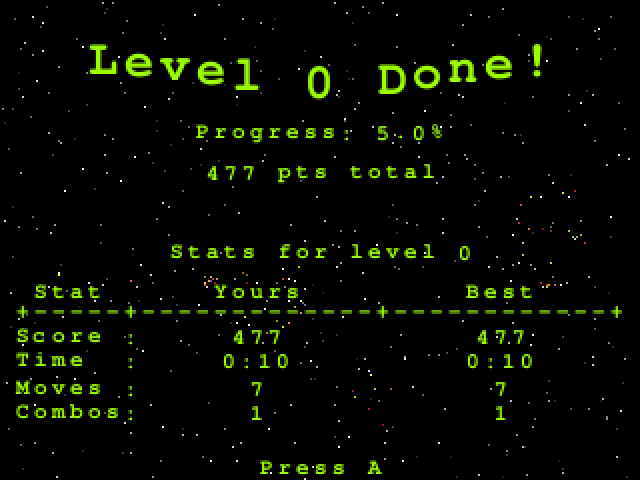 Level 0 Done!
Progress: 5.0%
477 pts total
Stats for level 0
Stat Yours Best
+------+--------------+--------------+
Score : 477 477
Time : 0:10 0:10
Moves : 7 7
Combos: 1 1
Press A